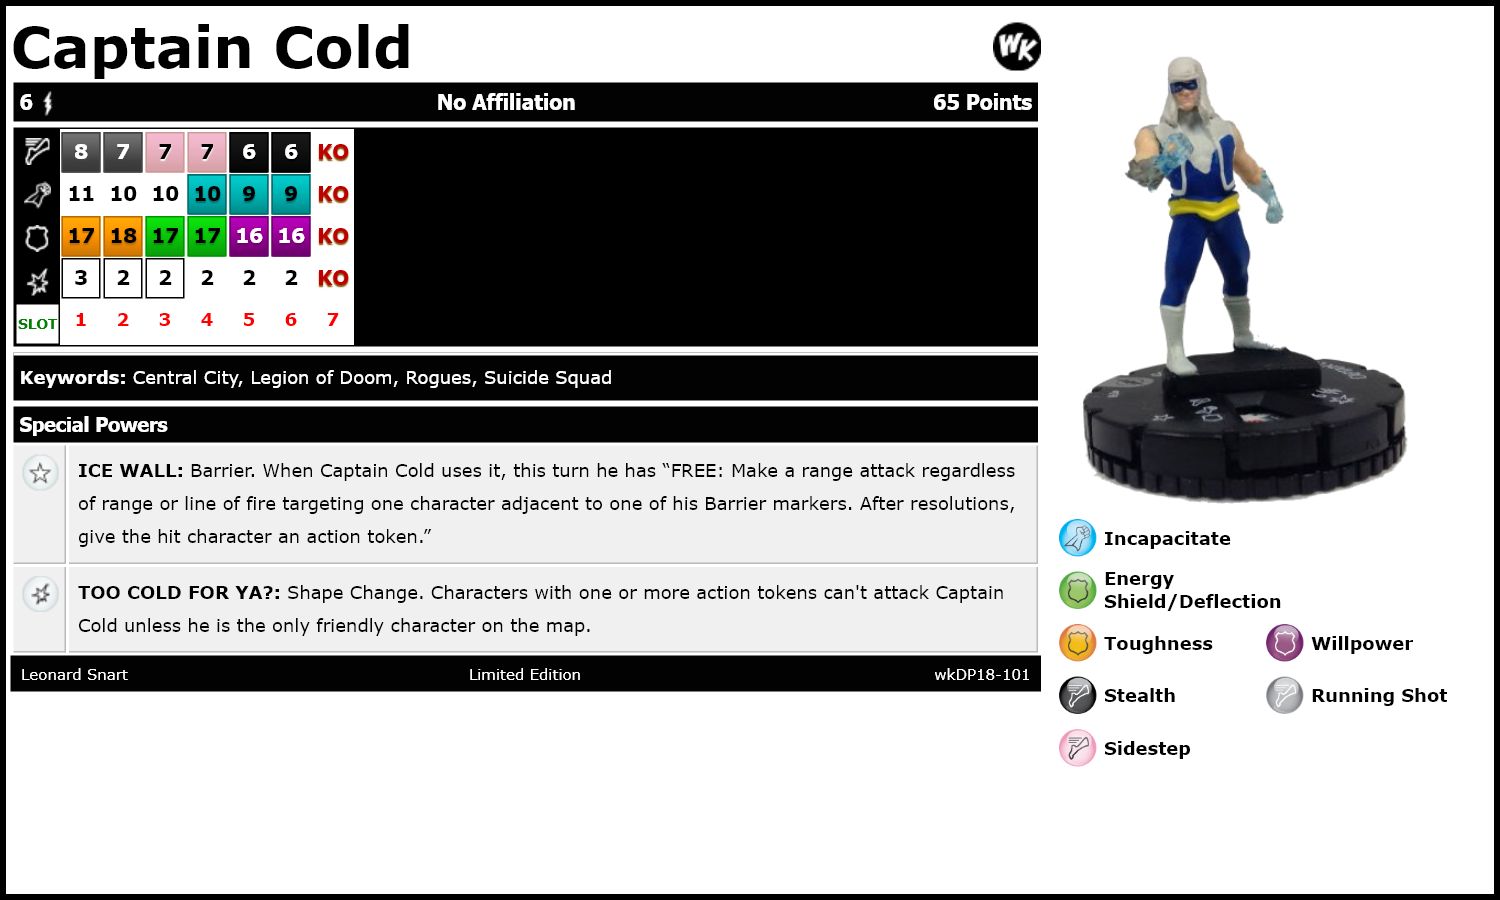 Captain Cold
WK
6 No Affiliation 65 Points
8 7 7 7 6 6 KO
11 10 10 10 9 9 KO
17 18 17 17 16 16 KO
3 2 2 2 2 2 KO
SLOT 1 2 3 4 5 6 7
Keywords: Central City, Legion of Doom, Rogues, Suicide Squad
Special Powers
ICE WALL: Barrier. When Captain Cold uses it, this turn he has “FREE: Make a range attack regardless
of range or line of fire targeting one character adjacent to one of his Barrier markers. After resolutions,
give the hit character an action token.”
TOO COLD FOR YA?: Shape Change. Characters with one or more action tokens can't attack Captain
Cold unless he is the only friendly character on the map.
Leonard Snart Limited Edition wkDP18-101
Incapacitate
Energy
Shield/Deflection
Toughness Willpower
Stealth Running Shot
Sidestep